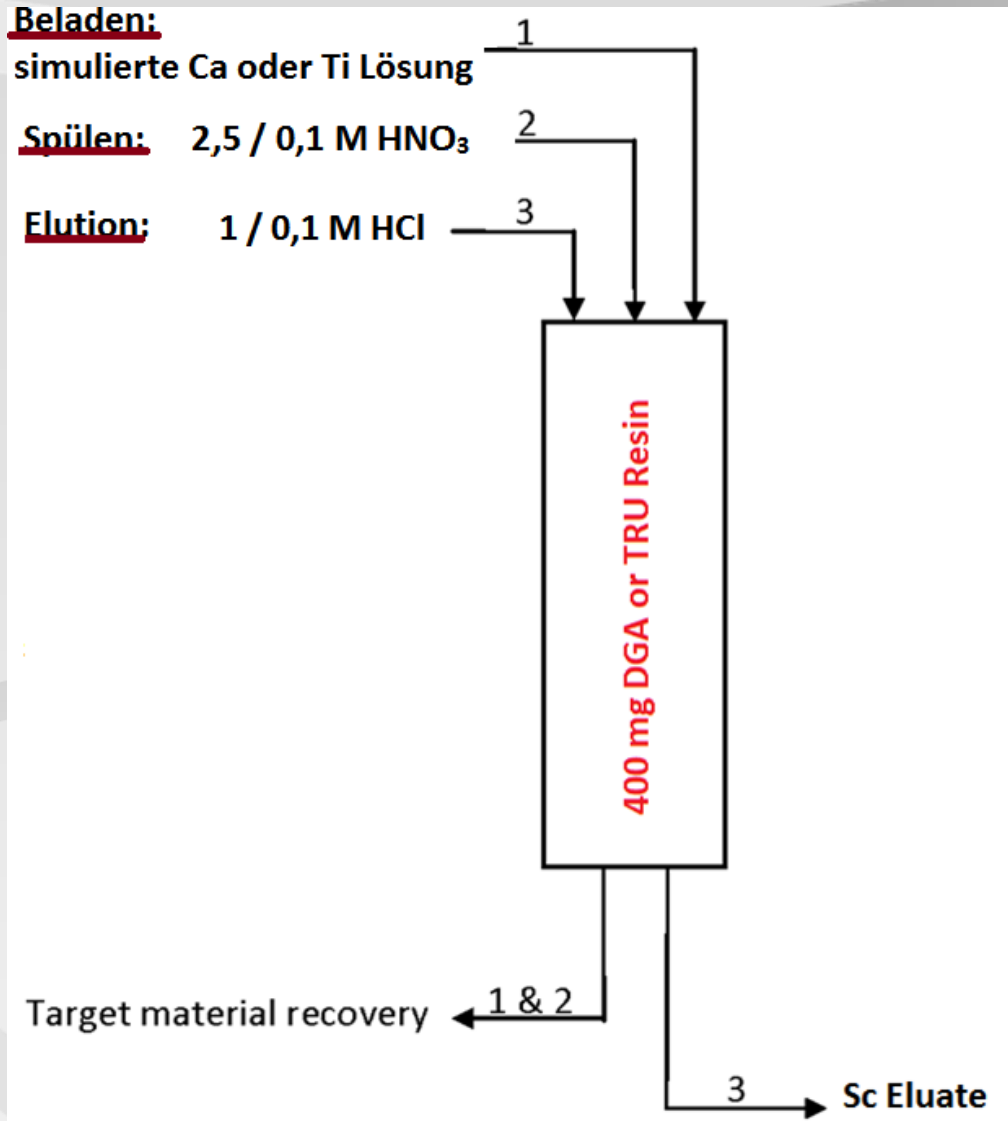 Beladen:
simulierte Ca oder Ti Lösung
1
Spülen: 2,5 / 0,1 M HNO₃
2
Elution: 1 / 0,1 M HCl
3
400 mg DGA or TRU Resin
Target material recovery
1 & 2
3
Sc Eluate